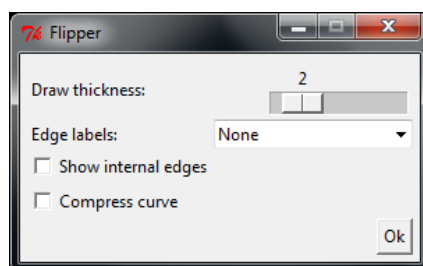 Flipper
2
Draw thickness:
Edge labels: None
Show internal edges
Compress curve
Ok